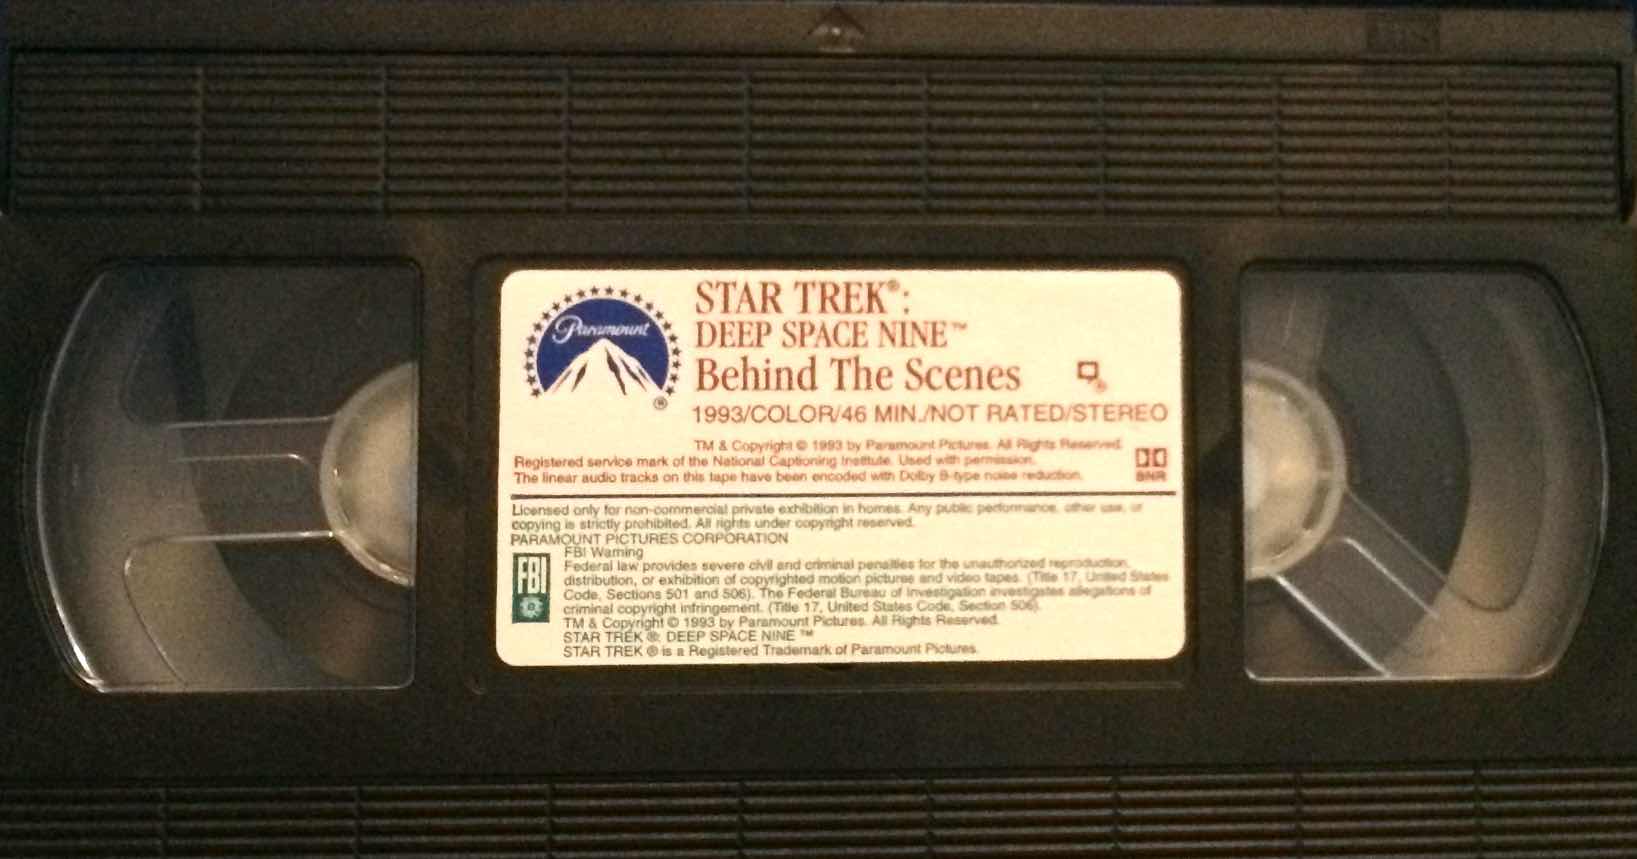 VHS
Paramount
®
STAR TREK®:
DEEP SPACE NINE™
Behind The Scenes
1993/COLOR/46 MIN./NOT RATED/STEREO
TM & Copyright © 1993 by Paramount Pictures. All Rights Reserved.
Registered service mark of the National Captioning Institute. Used with permission.
The linear audio tracks on this tape have been encoded with Dolby B-type noise reduction.
BNR
Licensed only for non-commercial private exhibition in homes. Any public performance, other use, or
copying is strictly prohibited. All rights under copyright reserved.
PARAMOUNT PICTURES CORPORATION
FBI
FBI Warning
Federal law provides severe civil and criminal penalties for the unauthorized reproduction,
distribution, or exhibition of copyrighted motion pictures and video tapes. (Title 17, United States
Code, Sections 501 and 506). The Federal Bureau of Investigation investigates allegations of
criminal copyright infringement. (Title 17, United States Code, Section 506).
TM & Copyright © 1993 by Paramount Pictures. All Rights Reserved.
STAR TREK ®: DEEP SPACE NINE ™
STAR TREK ® is a Registered Trademark of Paramount Pictures.